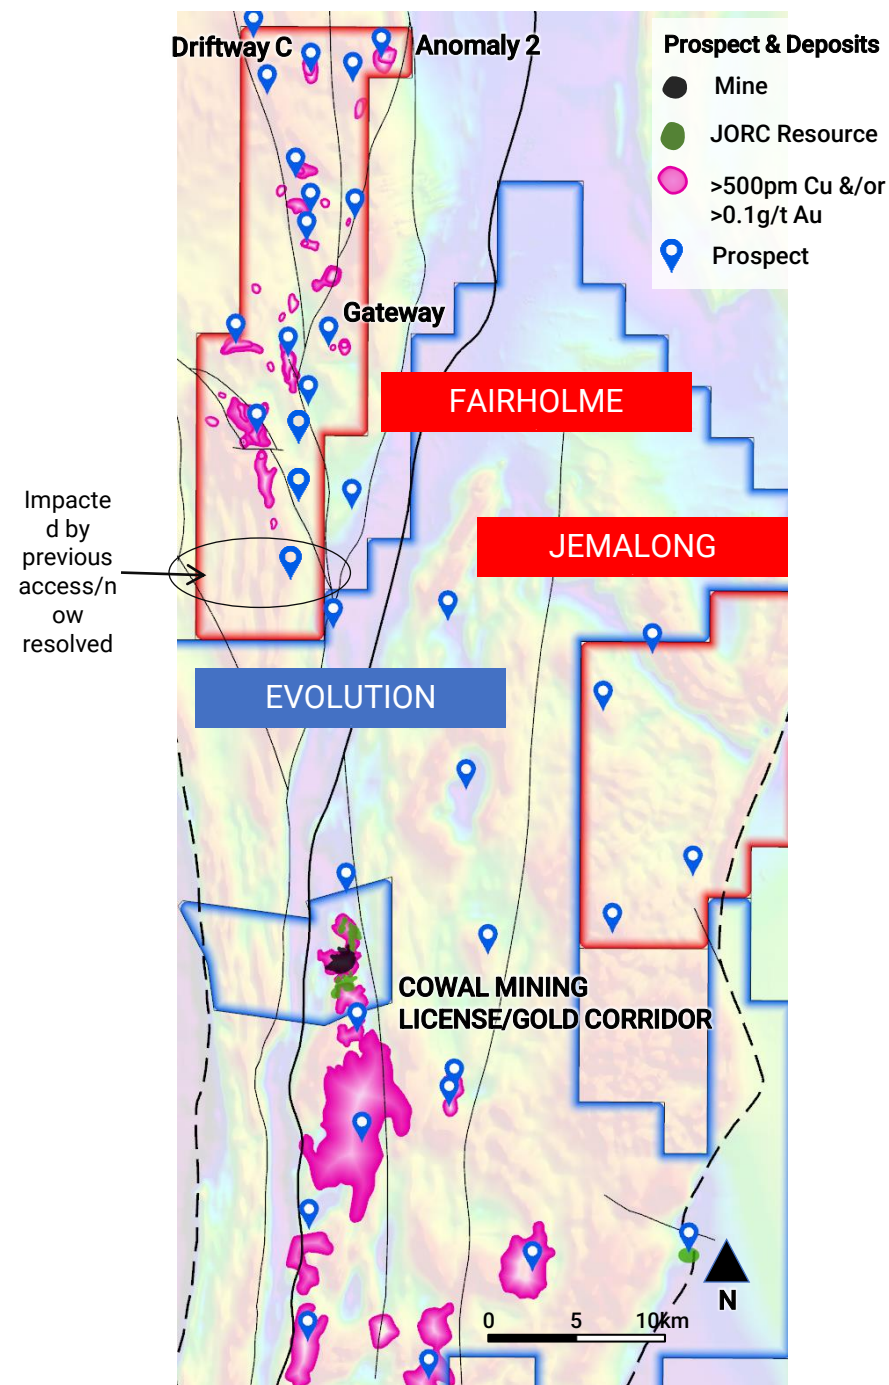 Driftway C
Anomaly 2
Prospect & Deposits
Mine
JORC Resource
>500pm Cu &/or
>0.1g/t Au
Prospect
Gateway
FAIRHOLME
Impacte
d by
previous
access/n
ow
resolved
JEMALONG
EVOLUTION
COWAL MINING
LICENSE/GOLD CORRIDOR
N
0 5 10km